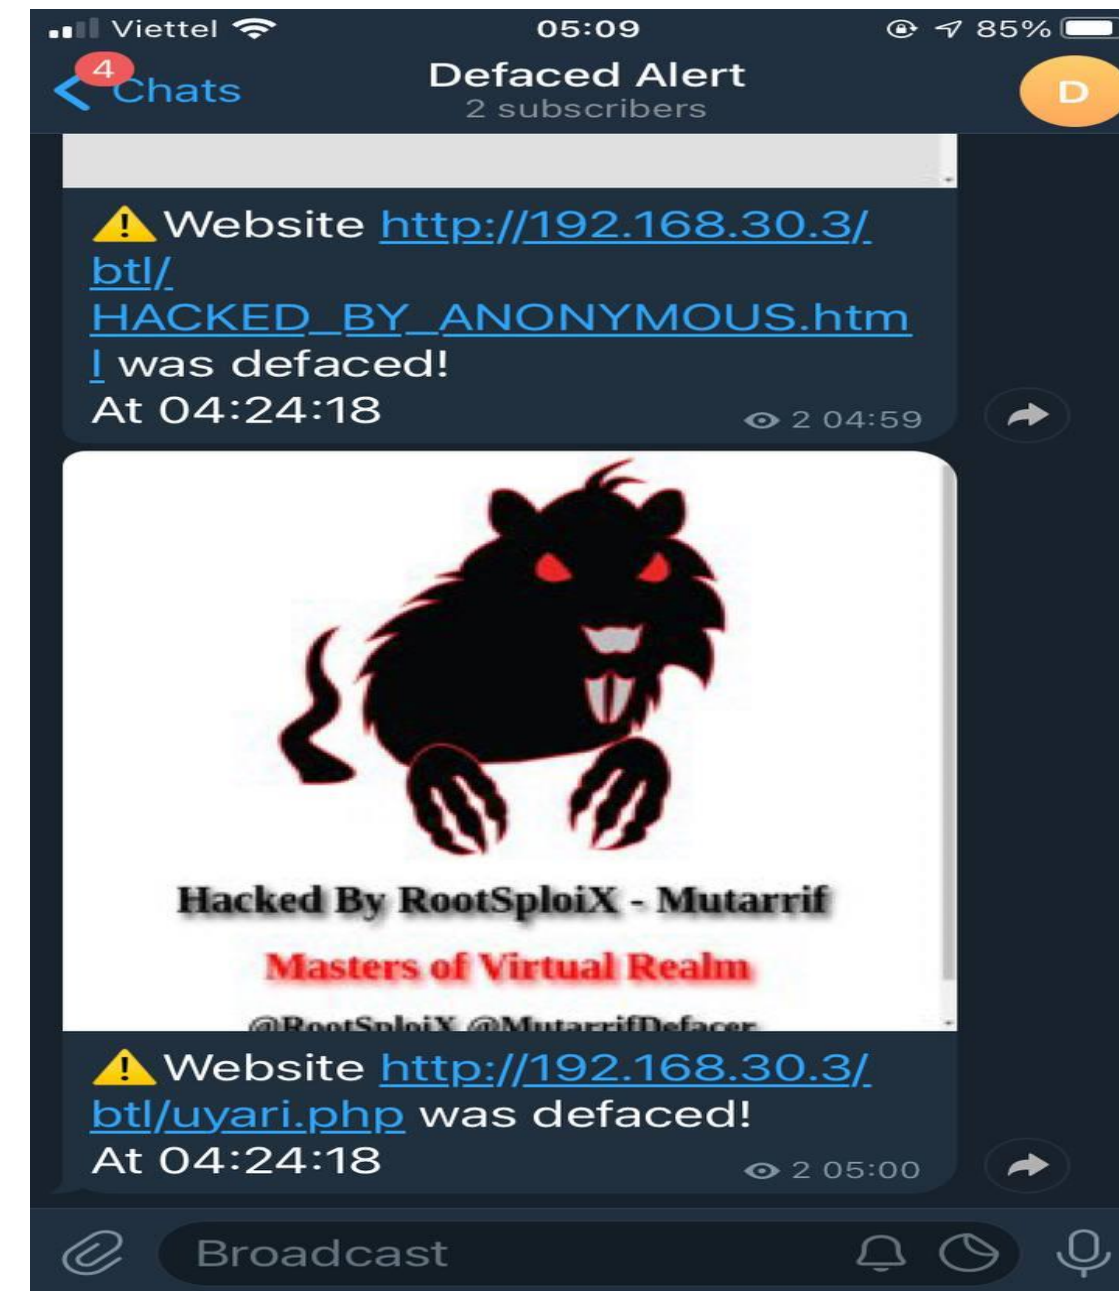 Viettel 05:09 85%
4
Chats
Defaced Alert
2 subscribers
D
Website http://192.168.30.3/
btl/
HACKED_BY_ANONYMOUS.htm
l was defaced!
At 04:24:18
2 04:59
Hacked By RootSploiX - Mutarrif
Masters of Virtual Realm
@RootSploiX @MutarrifDefacer
Website http://192.168.30.3/
btl/uyari.php was defaced!
At 04:24:18
2 05:00
Broadcast